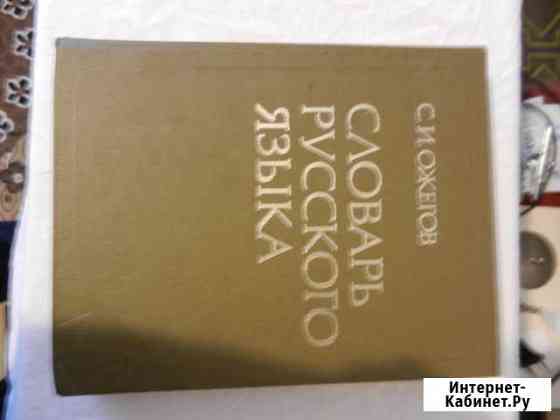 С.И.ОЖЕГОВ
СЛОВАРЬ
РУССКОГО
ЯЗЫКА
Интернет-
Кабинет.Ру